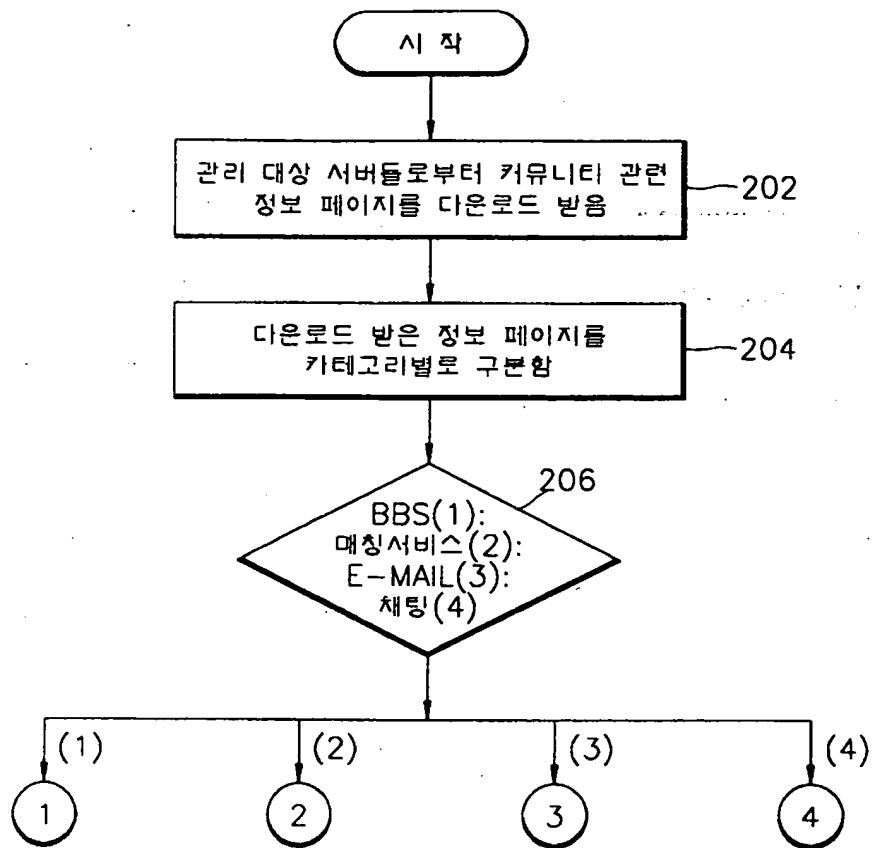 시 작
관리 대상 서버들로부터 커뮤니티 관련
정보 페이지를 다운로드 받음
202
다운로드 받은 정보 페이지를
카테고리별로 구분함
204
206
BBS(1):
매칭서비스(2):
E-MAIL(3):
채팅(4)
(1)
(2)
(3)
(4)
1
2
3
4